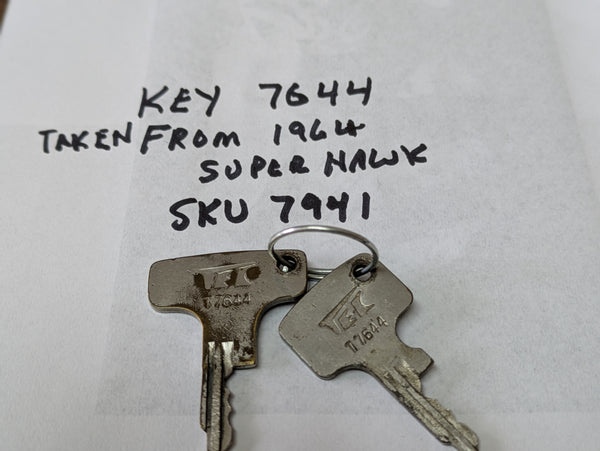 KEY 7644
TAKEN FROM 1964
SUPER HAWK
SKU 7941
T7644
T7644